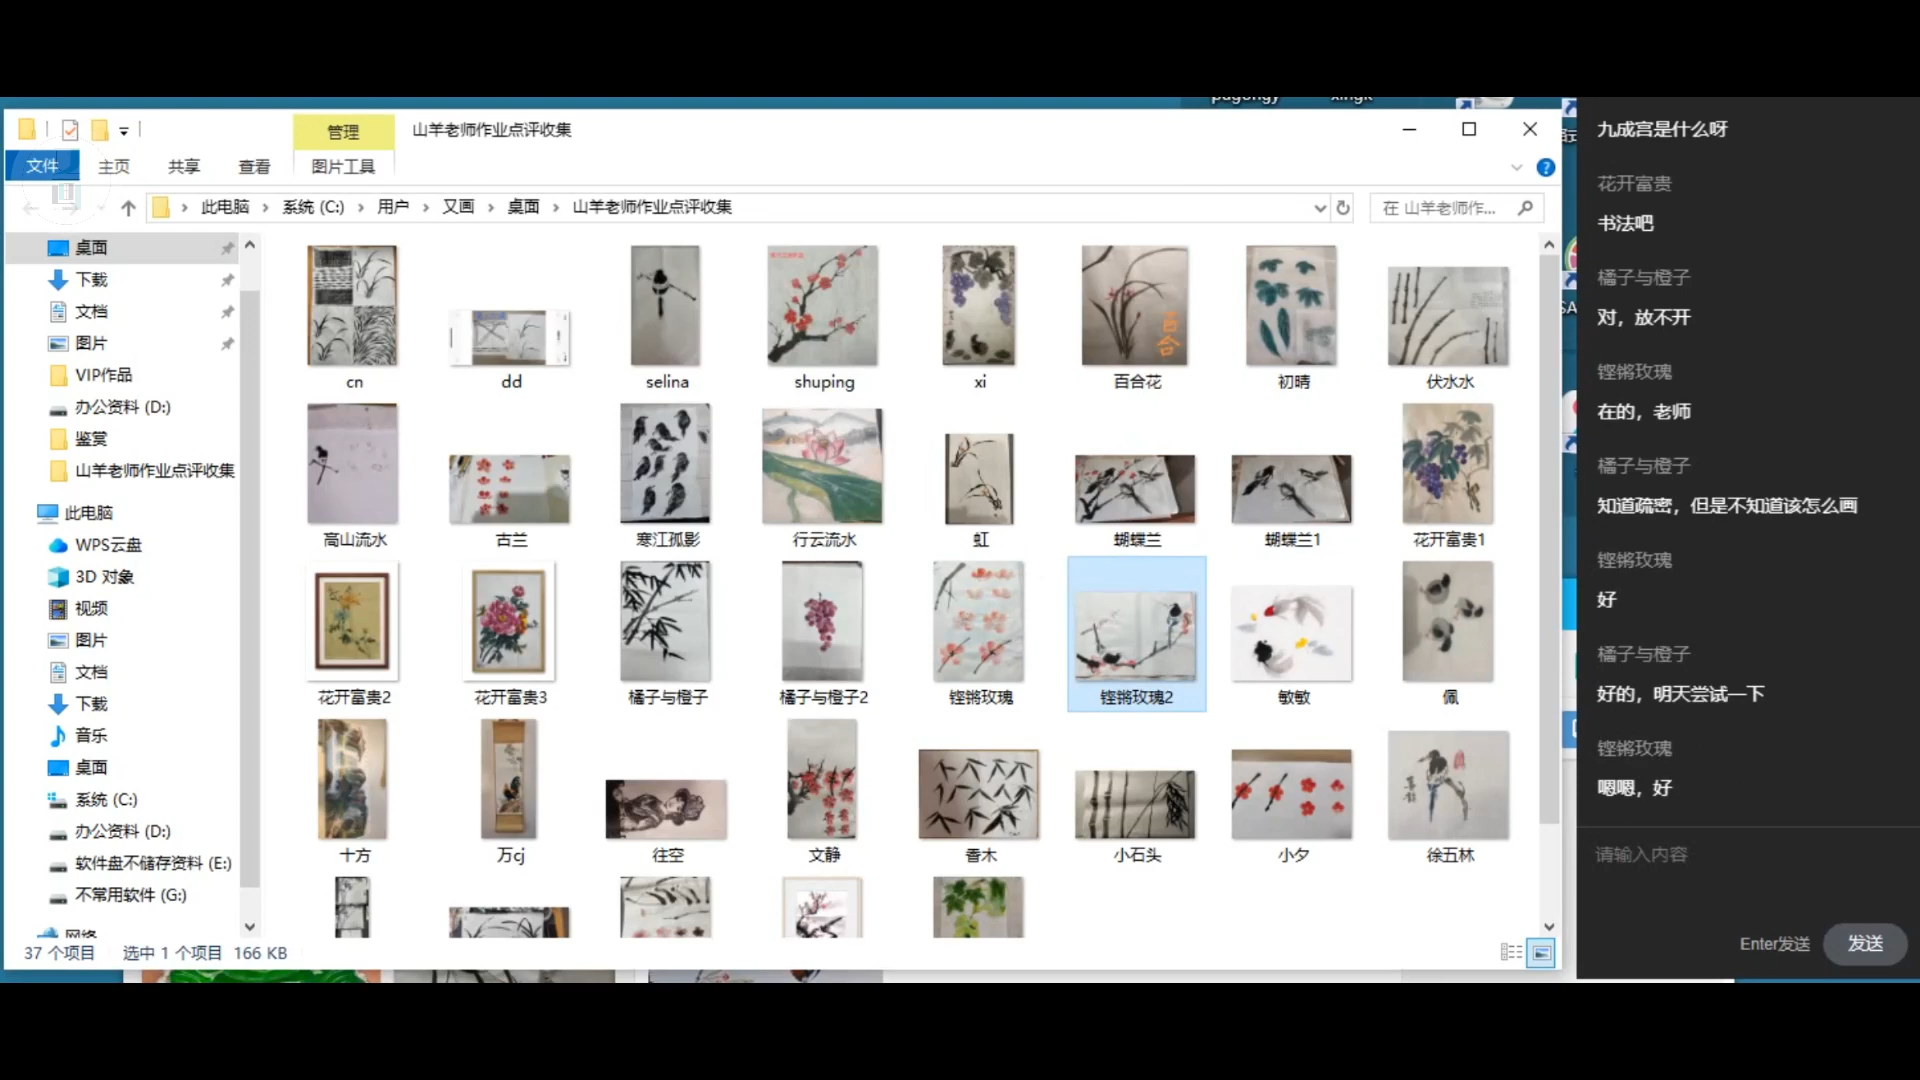 管理
山羊老师作业点评收集
文件
主页
共享
查看
图片工具
此电脑
系统 (C:)
用户
又画
桌面
山羊老师作业点评收集
在 山羊老师作...
桌面
下载
文档
图片
VIP作品
办公资料 (D:)
鉴赏
山羊老师作业点评收集
此电脑
WPS云盘
3D 对象
视频
图片
文档
下载
音乐
桌面
系统 (C:)
办公资料 (D:)
软件盘不储存资料 (E:)
不常用软件 (G:)
网络
cn
dd
selina
shuping
xi
百合花
初晴
伏水水
高山流水
古兰
寒江孤影
行云流水
虹
蝴蝶兰
蝴蝶兰1
花开富贵1
花开富贵2
花开富贵3
橘子与橙子
橘子与橙子2
铿锵玫瑰
铿锵玫瑰2
敏敏
佩
十方
万cj
往空
文静
香木
小石头
小夕
徐五林
37 个项目
选中 1 个项目 166 KB
九成宫是什么呀
花开富贵
书法吧
橘子与橙子
对，放不开
铿锵玫瑰
在的，老师
橘子与橙子
知道疏密，但是不知道该怎么画
铿锵玫瑰
好
橘子与橙子
好的，明天尝试一下
铿锵玫瑰
嗯嗯，好
请输入内容
Enter发送
发送